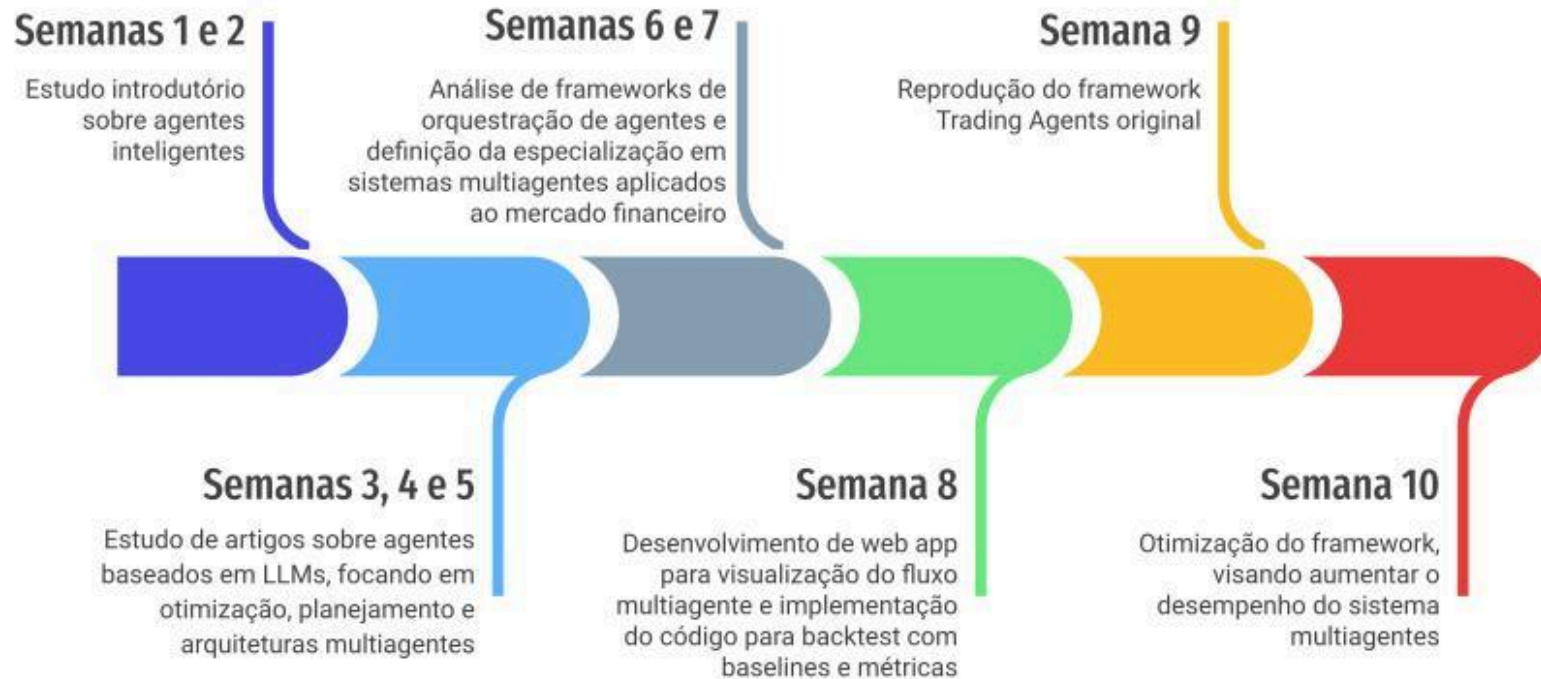 Semanas 1 e 2
Estudo introdutório
sobre agentes
inteligentes
Semanas 3, 4 e 5
Estudo de artigos sobre agentes
baseados em LLMs, focando em
otimização, planejamento e
arquiteturas multiagentes
Semanas 6 e 7
Análise de frameworks de
orquestração de agentes e
definição da especialização em
sistemas multiagentes aplicados
ao mercado financeiro
Semana 8
Desenvolvimento de web app
para visualização do fluxo
multiagente e implementação
do código para backtest com
baselines e métricas
Semana 9
Reprodução do framework
Trading Agents original
Semana 10
Otimização do framework,
visando aumentar o
desempenho do sistema
multiagentes